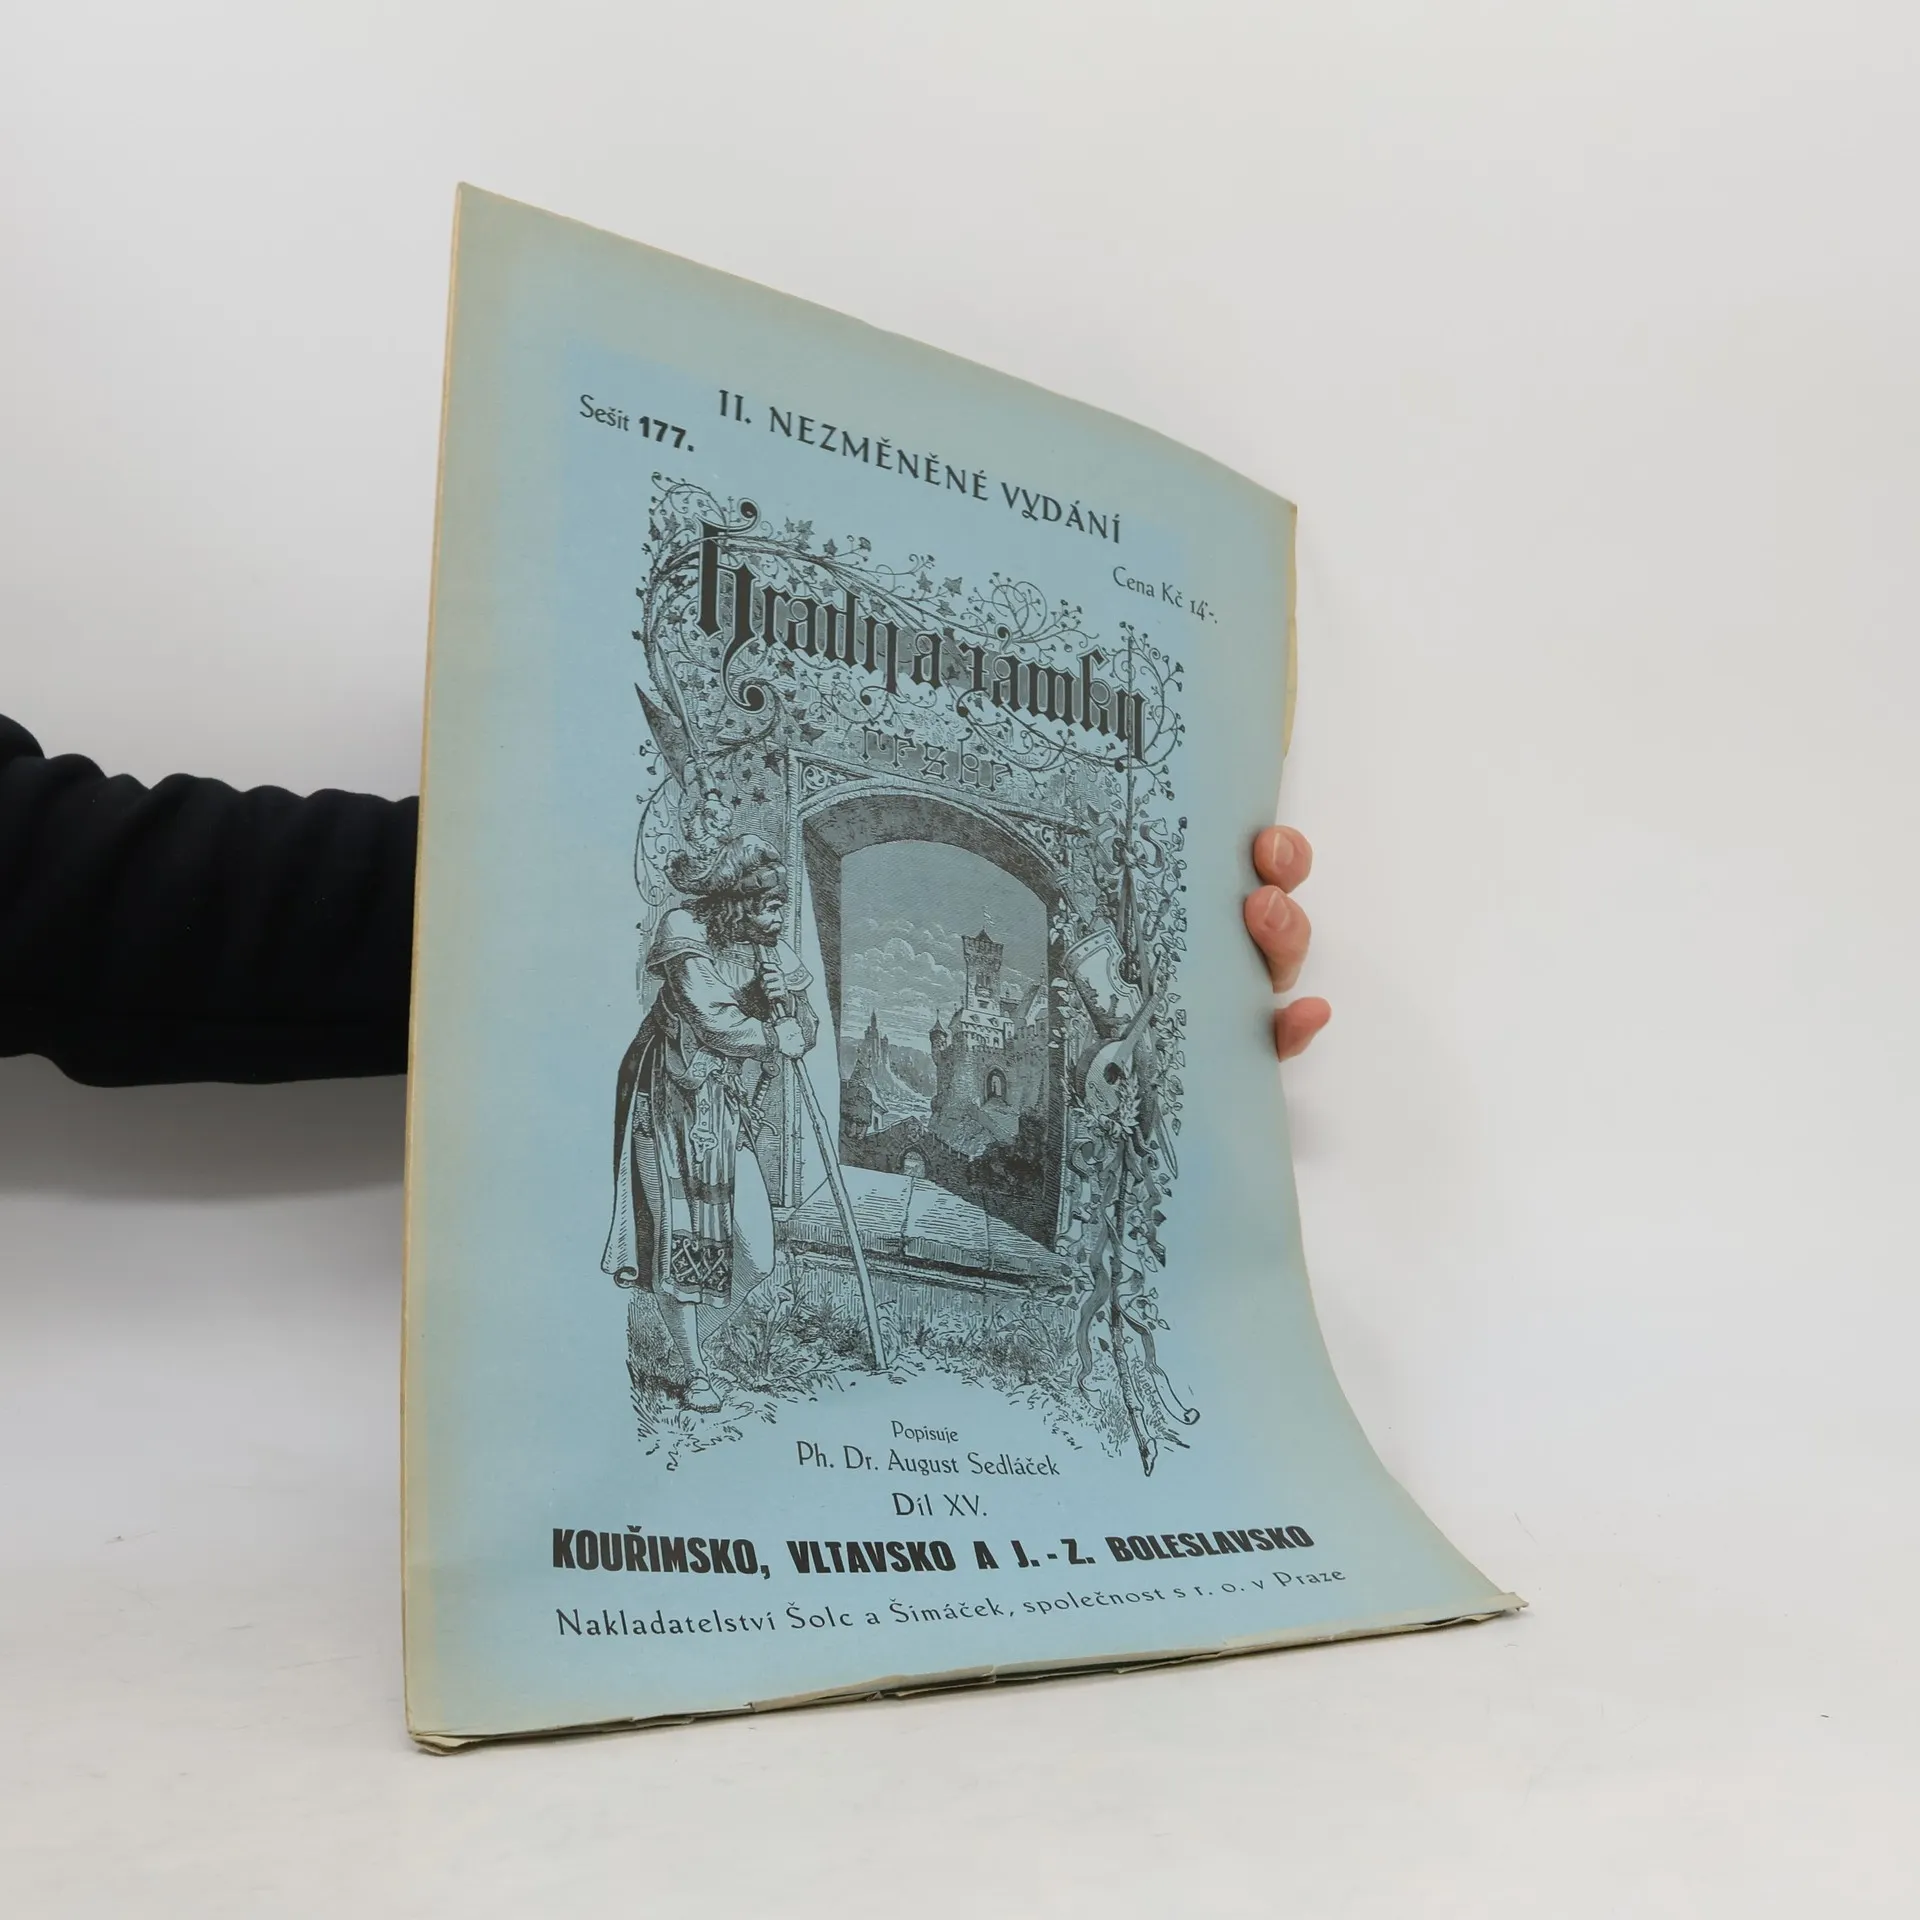 II. NEZMĚNĚNÉ VYDÁNÍ
Sešit 177.
Cena Kč 14·-.
Hrady a zámky
české
Popisuje
Ph. Dr. August Sedláček
Díl XV.
KOUŘIMSKO, VLTAVSKO A J.-Z. BOLESLAVSKO
Nakladatelství Šolc a Šimáček, společnost s r. o. v Praze